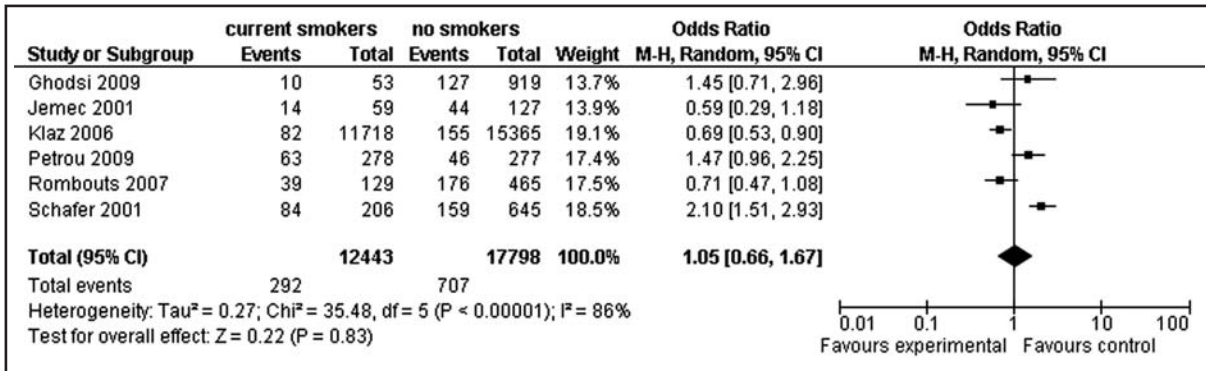 current smokers no smokers Odds Ratio Odds Ratio
Study or Subgroup Events Total Events Total Weight M-H, Random, 95% CI M-H, Random, 95% CI
Ghodsi 2009 10 53 127 919 13.7% 1.45 [0.71, 2.96]
Jemec 2001 14 59 44 127 13.9% 0.59 [0.29, 1.18]
Klaz 2006 82 11718 155 15365 19.1% 0.69 [0.53, 0.90]
Petrou 2009 63 278 46 277 17.4% 1.47 [0.96, 2.25]
Rombouts 2007 39 129 176 465 17.5% 0.71 [0.47, 1.08]
Schafer 2001 84 206 159 645 18.5% 2.10 [1.51, 2.93]
Total (95% CI) 12443 17798 100.0% 1.05 [0.66, 1.67]
Total events 292 707
Heterogeneity: Tau² = 0.27; Chi² = 35.48, df = 5 (P < 0.00001); I² = 86%
Test for overall effect: Z = 0.22 (P = 0.83)
0.01 0.1 1 10 100
Favours experimental Favours control